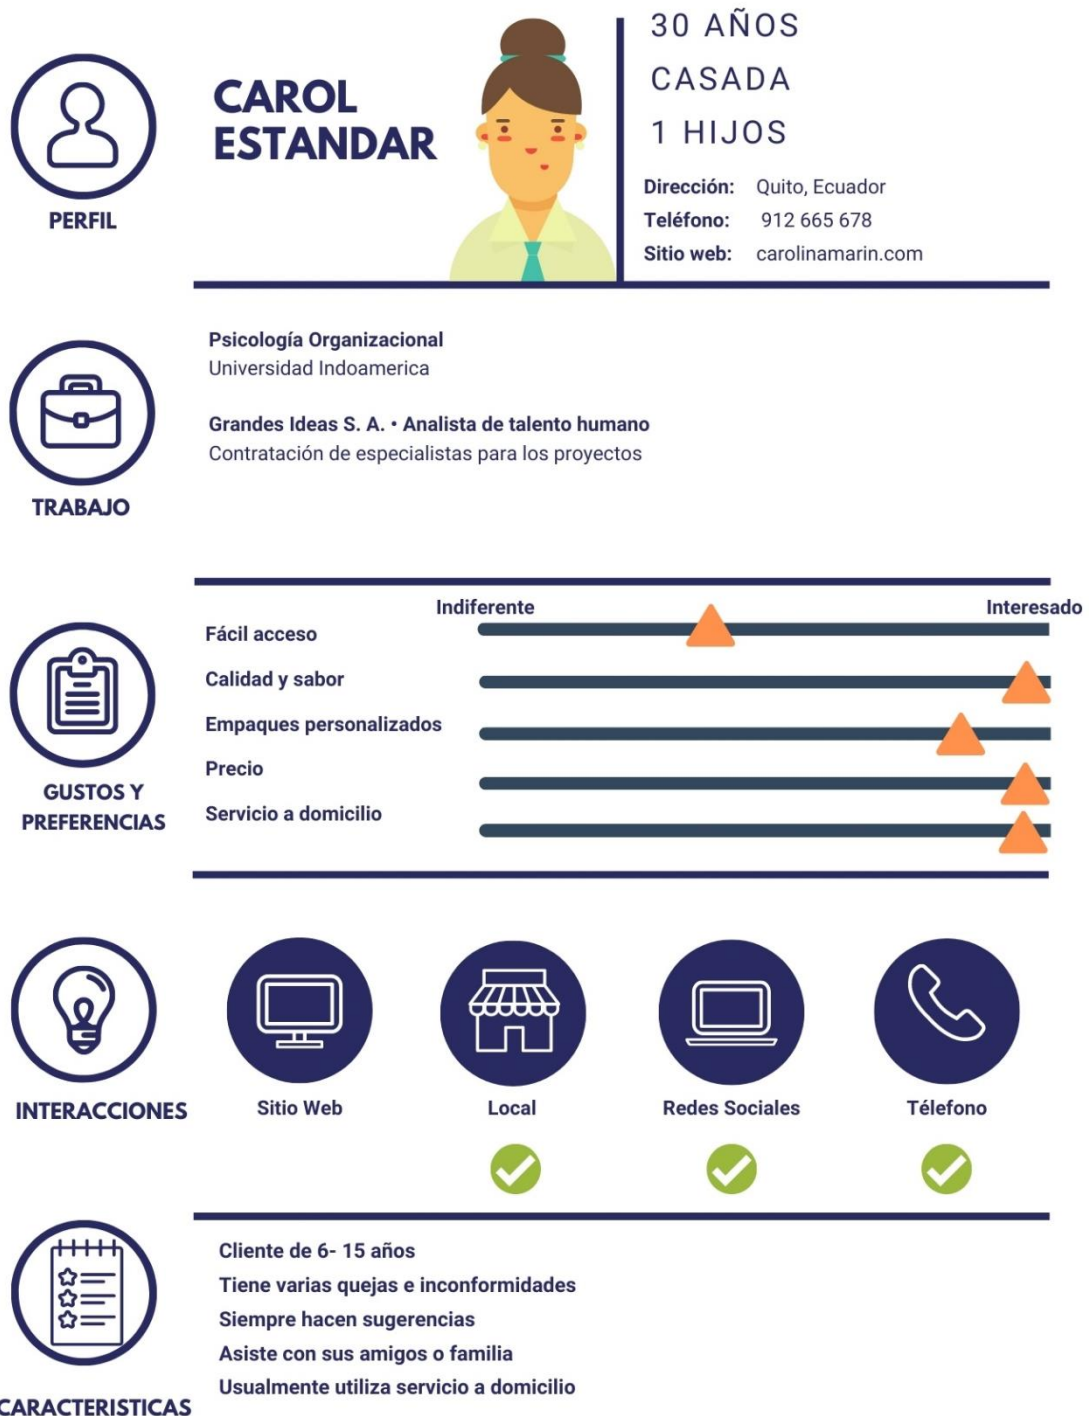 PERFIL
CAROL
ESTANDAR
30 AÑOS
CASADA
1 HIJOS
Dirección: Quito, Ecuador
Teléfono: 912 665 678
Sitio web: carolinamarin.com
TRABAJO
Psicología Organizacional
Universidad Indoamerica
Grandes Ideas S. A. • Analista de talento humano
Contratación de especialistas para los proyectos
GUSTOS Y
PREFERENCIAS
Indiferente Interesado
Fácil acceso
Calidad y sabor
Empaques personalizados
Precio
Servicio a domicilio
INTERACCIONES
Sitio Web Local Redes Sociales Télefono
CARACTERISTICAS
Cliente de 6- 15 años
Tiene varias quejas e inconformidades
Siempre hacen sugerencias
Asiste con sus amigos o familia
Usualmente utiliza servicio a domicilio